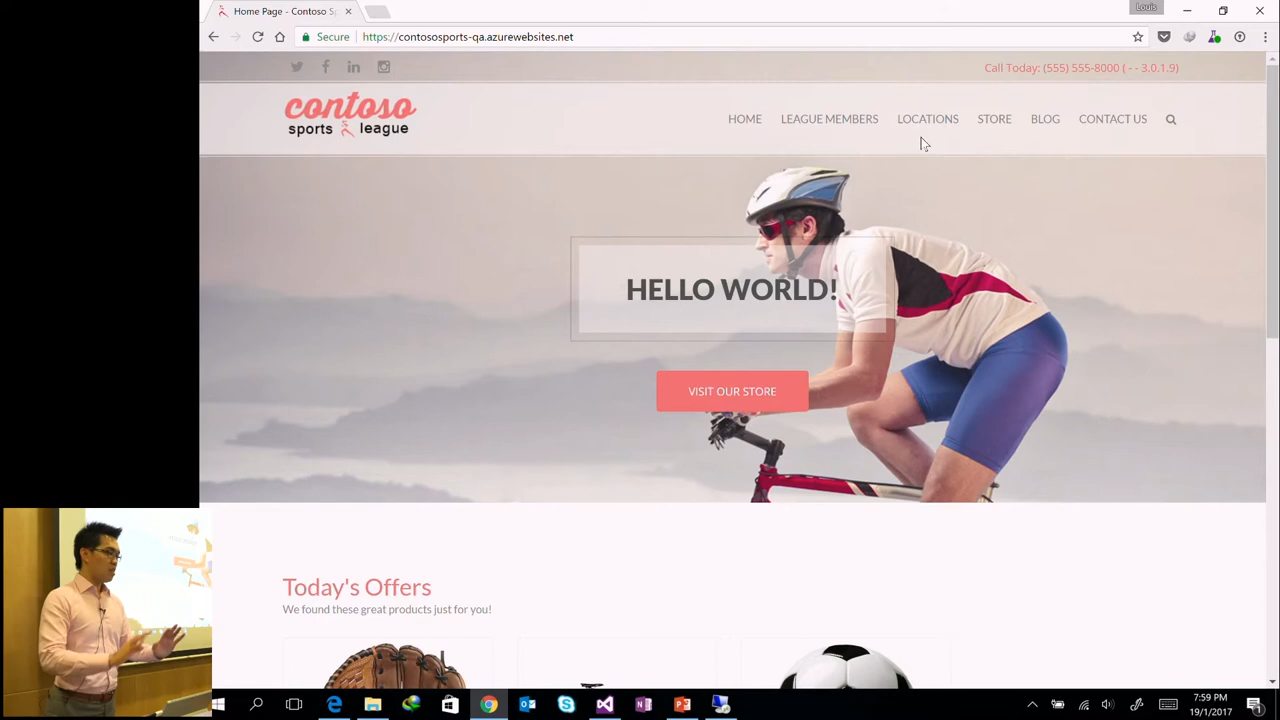 Home Page - Contoso Sp
Louis
Secure
https://contososports-qa.azurewebsites.net
Call Today: (555) 555-8000 ( - - 3.0.1.9)
contoso
sports league
HOME
LEAGUE MEMBERS
LOCATIONS
STORE
BLOG
CONTACT US
HELLO WORLD!
VISIT OUR STORE
Today's Offers
We found these great products just for you!
7:59 PM
19/1/2017